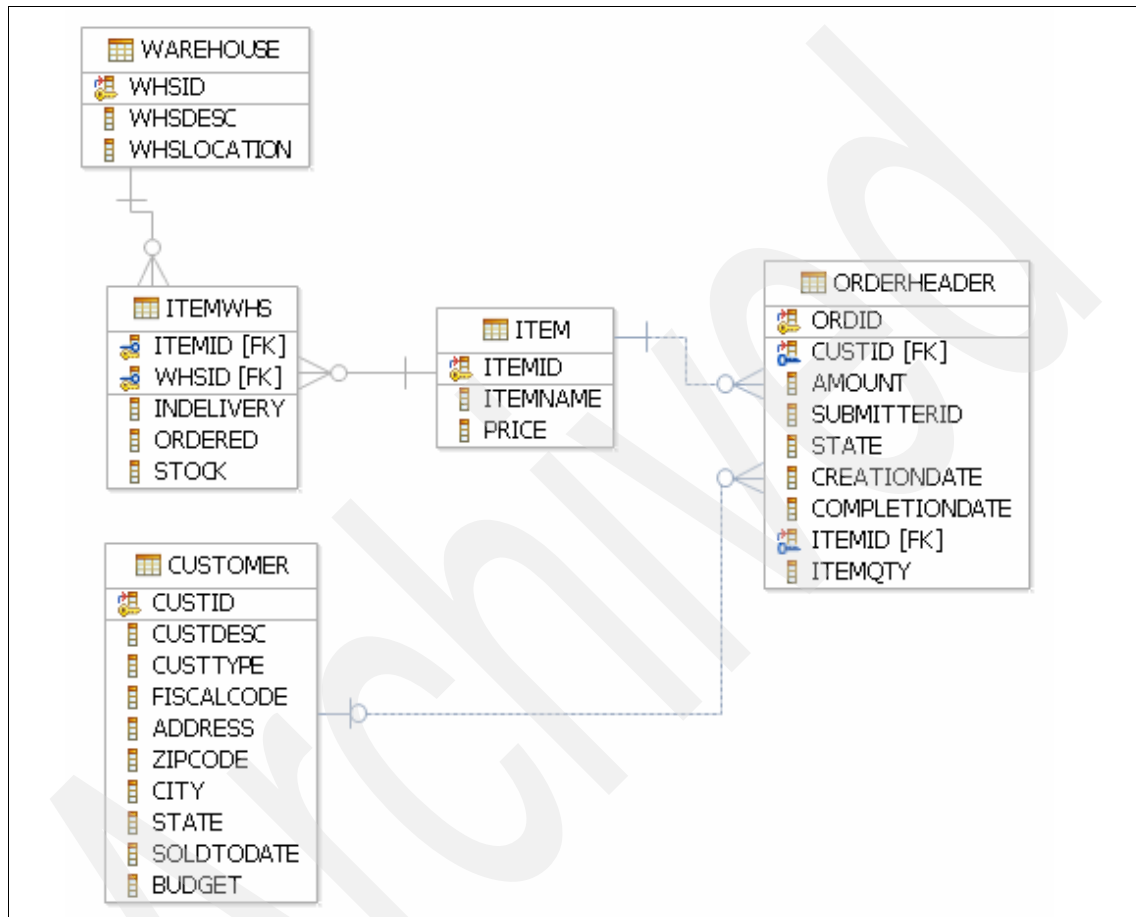 WAREHOUSE
WHSID
WHSDESC
WHSLOCATION
ITEMWHS
ITEMID [FK]
WHSID [FK]
INDELIVERY
ORDERED
STOCK
ITEM
ITEMID
ITEMNAME
PRICE
ORDERHEADER
ORDID
CUSTID [FK]
AMOUNT
SUBMITTERID
STATE
CREATIONDATE
COMPLETIONDATE
ITEMID [FK]
ITEMQTY
CUSTOMER
CUSTID
CUSTDESC
CUSTTYPE
FISCALCODE
ADDRESS
ZIPCODE
CITY
STATE
SOLDTODATE
BUDGET
Archived